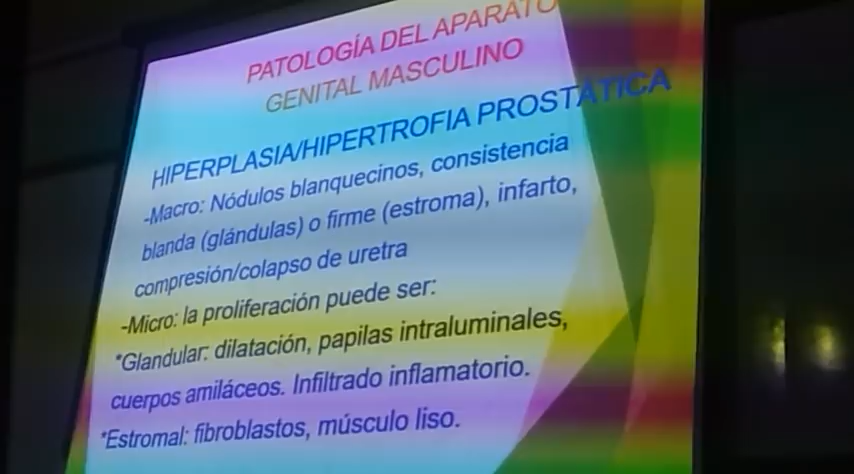 PATOLOGÍA DEL APARATO
GENITAL MASCULINO
HIPERPLASIA/HIPERTROFIA PROSTÁTICA
-Macro: Nódulos blanquecinos, consistencia
blanda (glándulas) o firme (estroma), infarto,
compresión/colapso de uretra
-Micro: la proliferación puede ser:
*Glandular: dilatación, papilas intraluminales,
cuerpos amiláceos. Infiltrado inflamatorio.
*Estromal: fibroblastos, músculo liso.